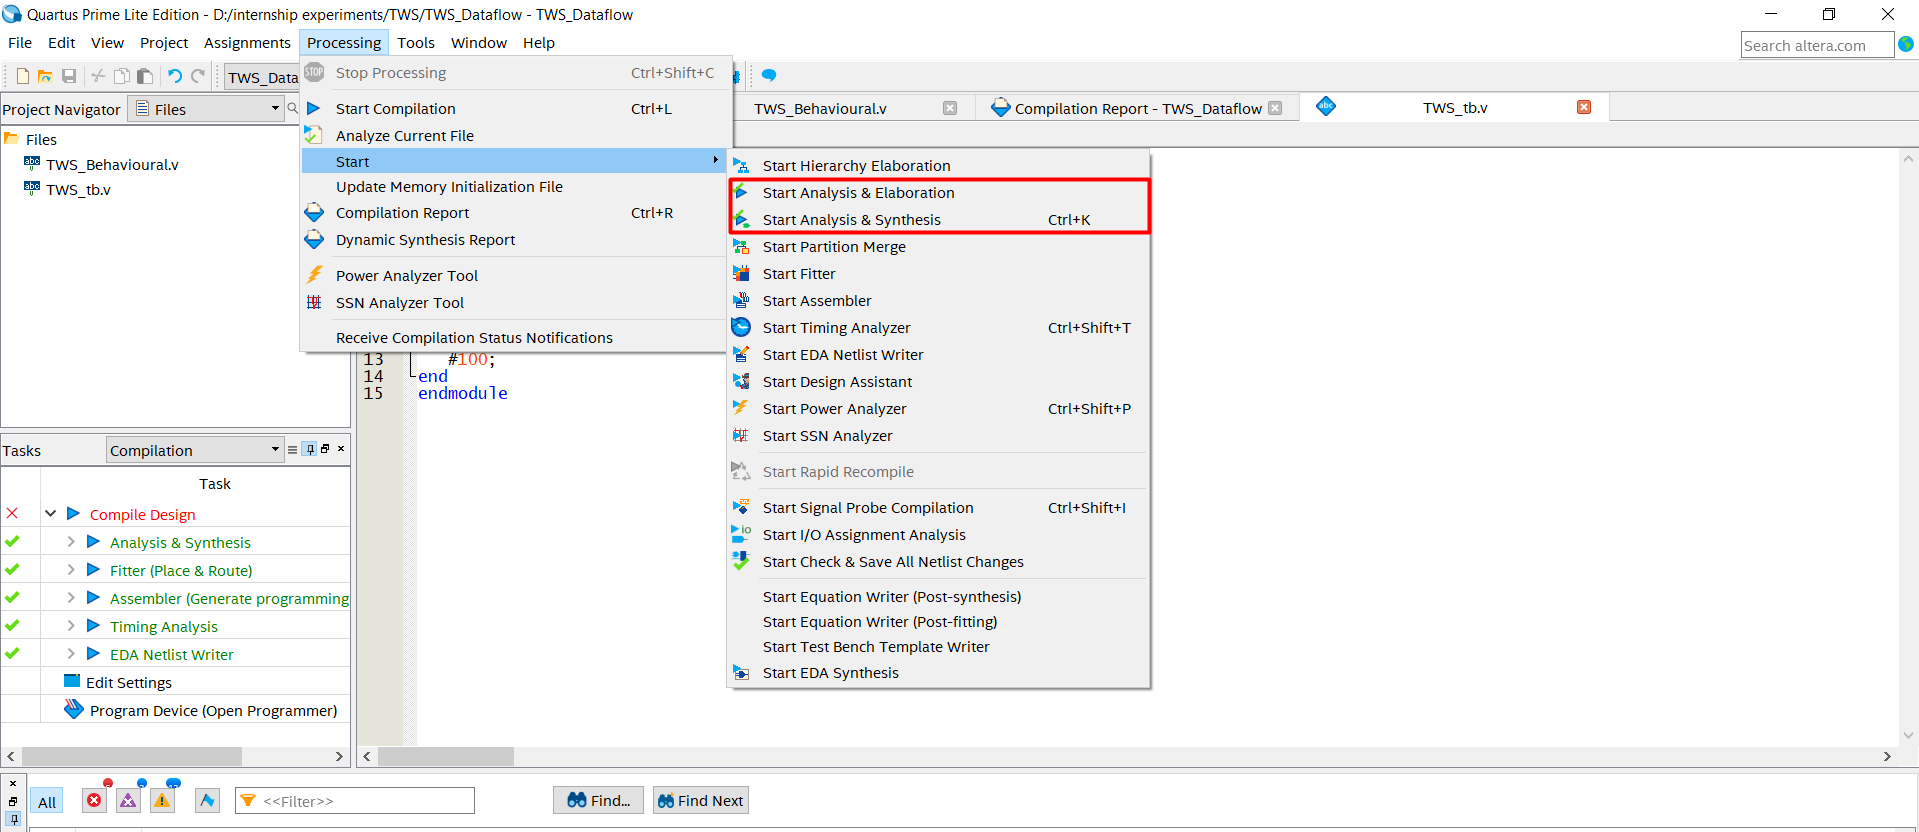 Quartus Prime Lite Edition - D:/internship experiments/TWS/TWS_Dataflow - TWS_Dataflow
File Edit View Project Assignments Processing Tools Window Help
Search altera.com
TWS_Data
Stop Processing Ctrl+Shift+C
Start Compilation Ctrl+L
Analyze Current File
Start
Update Memory Initialization File
Compilation Report Ctrl+R
Dynamic Synthesis Report
Power Analyzer Tool
SSN Analyzer Tool
Receive Compilation Status Notifications
Project Navigator Files
Files
TWS_Behavioural.v
TWS_tb.v
TWS_Behavioural.v Compilation Report - TWS_Dataflow TWS_tb.v
Start Hierarchy Elaboration
Start Analysis & Elaboration
Start Analysis & Synthesis Ctrl+K
Start Partition Merge
Start Fitter
Start Assembler
Start Timing Analyzer Ctrl+Shift+T
Start EDA Netlist Writer
Start Design Assistant
Start Power Analyzer Ctrl+Shift+P
Start SSN Analyzer
Start Rapid Recompile
Start Signal Probe Compilation Ctrl+Shift+I
Start I/O Assignment Analysis
Start Check & Save All Netlist Changes
Start Equation Writer (Post-synthesis)
Start Equation Writer (Post-fitting)
Start Test Bench Template Writer
Start EDA Synthesis
13 #100;
14 end
15 endmodule
Tasks Compilation
Task
Compile Design
Analysis & Synthesis
Fitter (Place & Route)
Assembler (Generate programming
Timing Analysis
EDA Netlist Writer
Edit Settings
Program Device (Open Programmer)
All <<Filter>> Find... Find Next